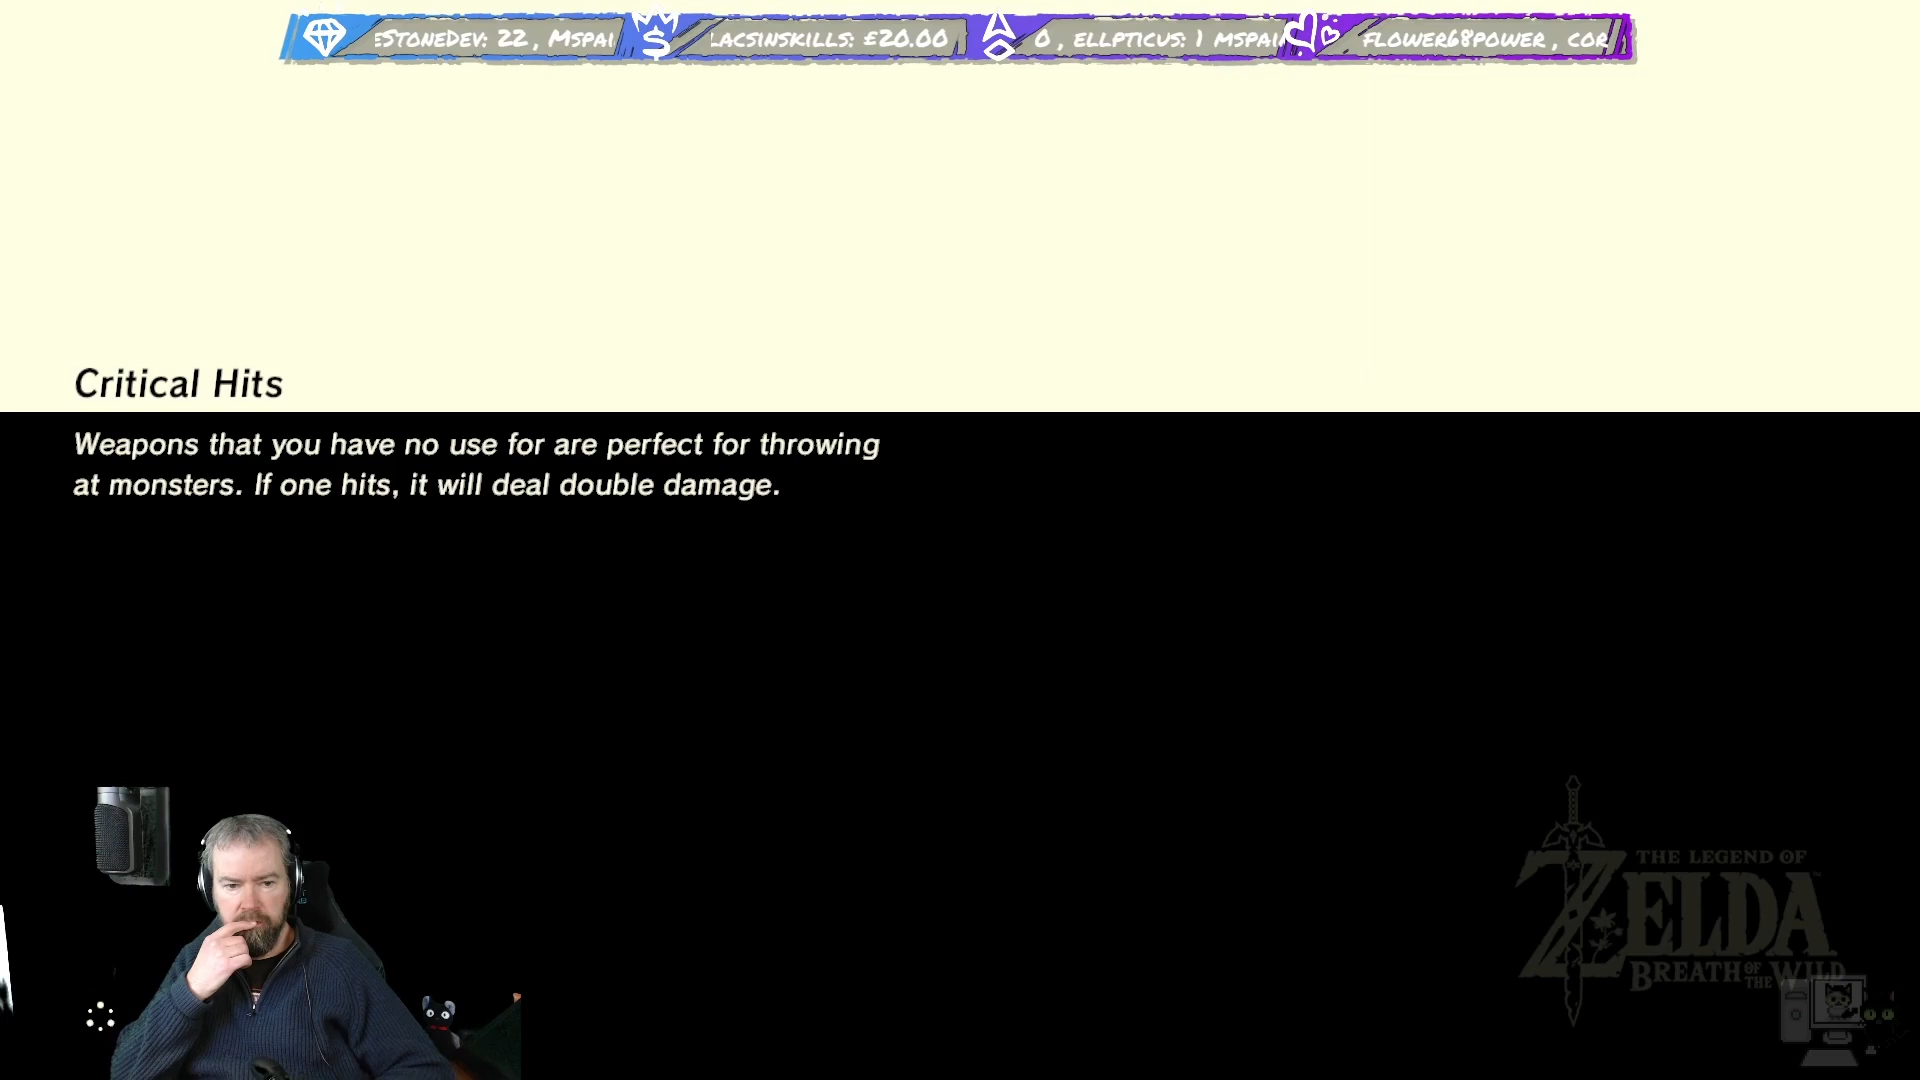 eStoneDev: 22 , Mspai
lacsinskills: £20.00
0 , ellpticus: 1 mspain
flower68power , cor
Critical Hits
Weapons that you have no use for are perfect for throwing
at monsters. If one hits, it will deal double damage.
THE LEGEND OF
ZELDA
BREATH OF THE WILD